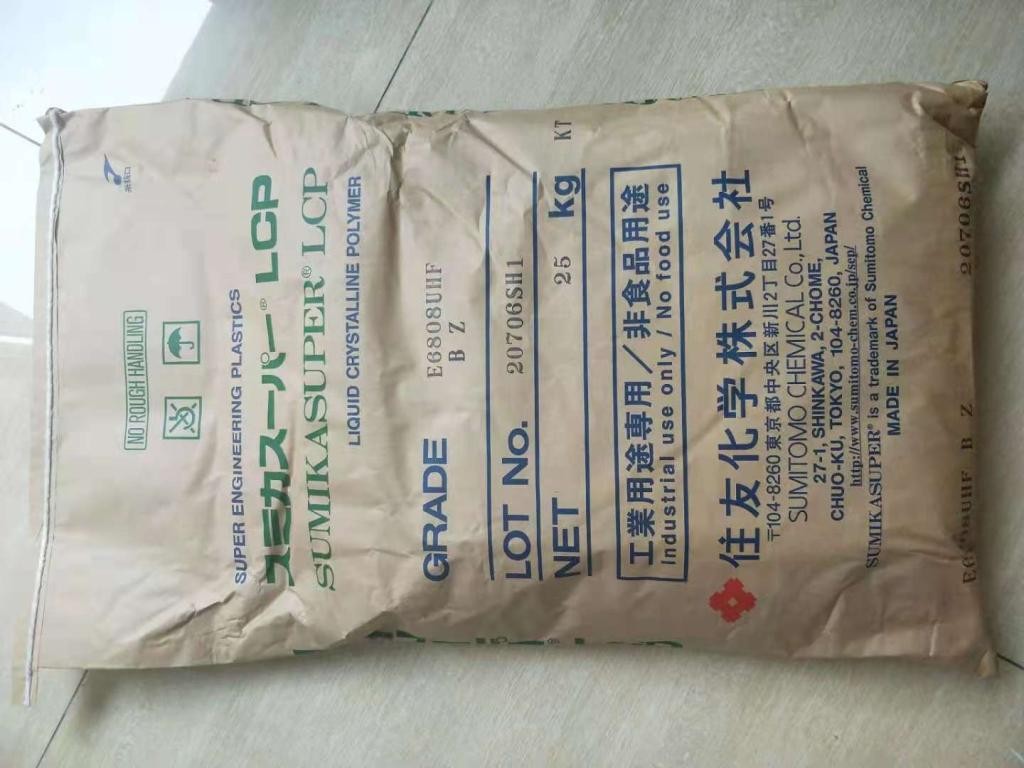 NO ROUGH HANDLING
SUPER ENGINEERING PLASTICS
スミカスーパー® LCP
SUMIKASUPER® LCP
LIQUID CRYSTALLINE POLYMER
GRADE E6808UHF
B Z
LOT No. 20706SH1
NET 25 kg KT
工業用途専用／非食品用途
Industrial use only / No food use
住友化学株式会社
〒104-8260 東京都中央区新川2丁目27番1号
SUMITOMO CHEMICAL Co.,Ltd.
27-1, SHINKAWA, 2-CHOME,
CHUO-KU, TOKYO, 104-8260, JAPAN
http://www.sumitomo-chem.co.jp/sep/
SUMIKASUPER® is a trademark of Sumitomo Chemical
MADE IN JAPAN
E6808UHF B Z 20706SH1